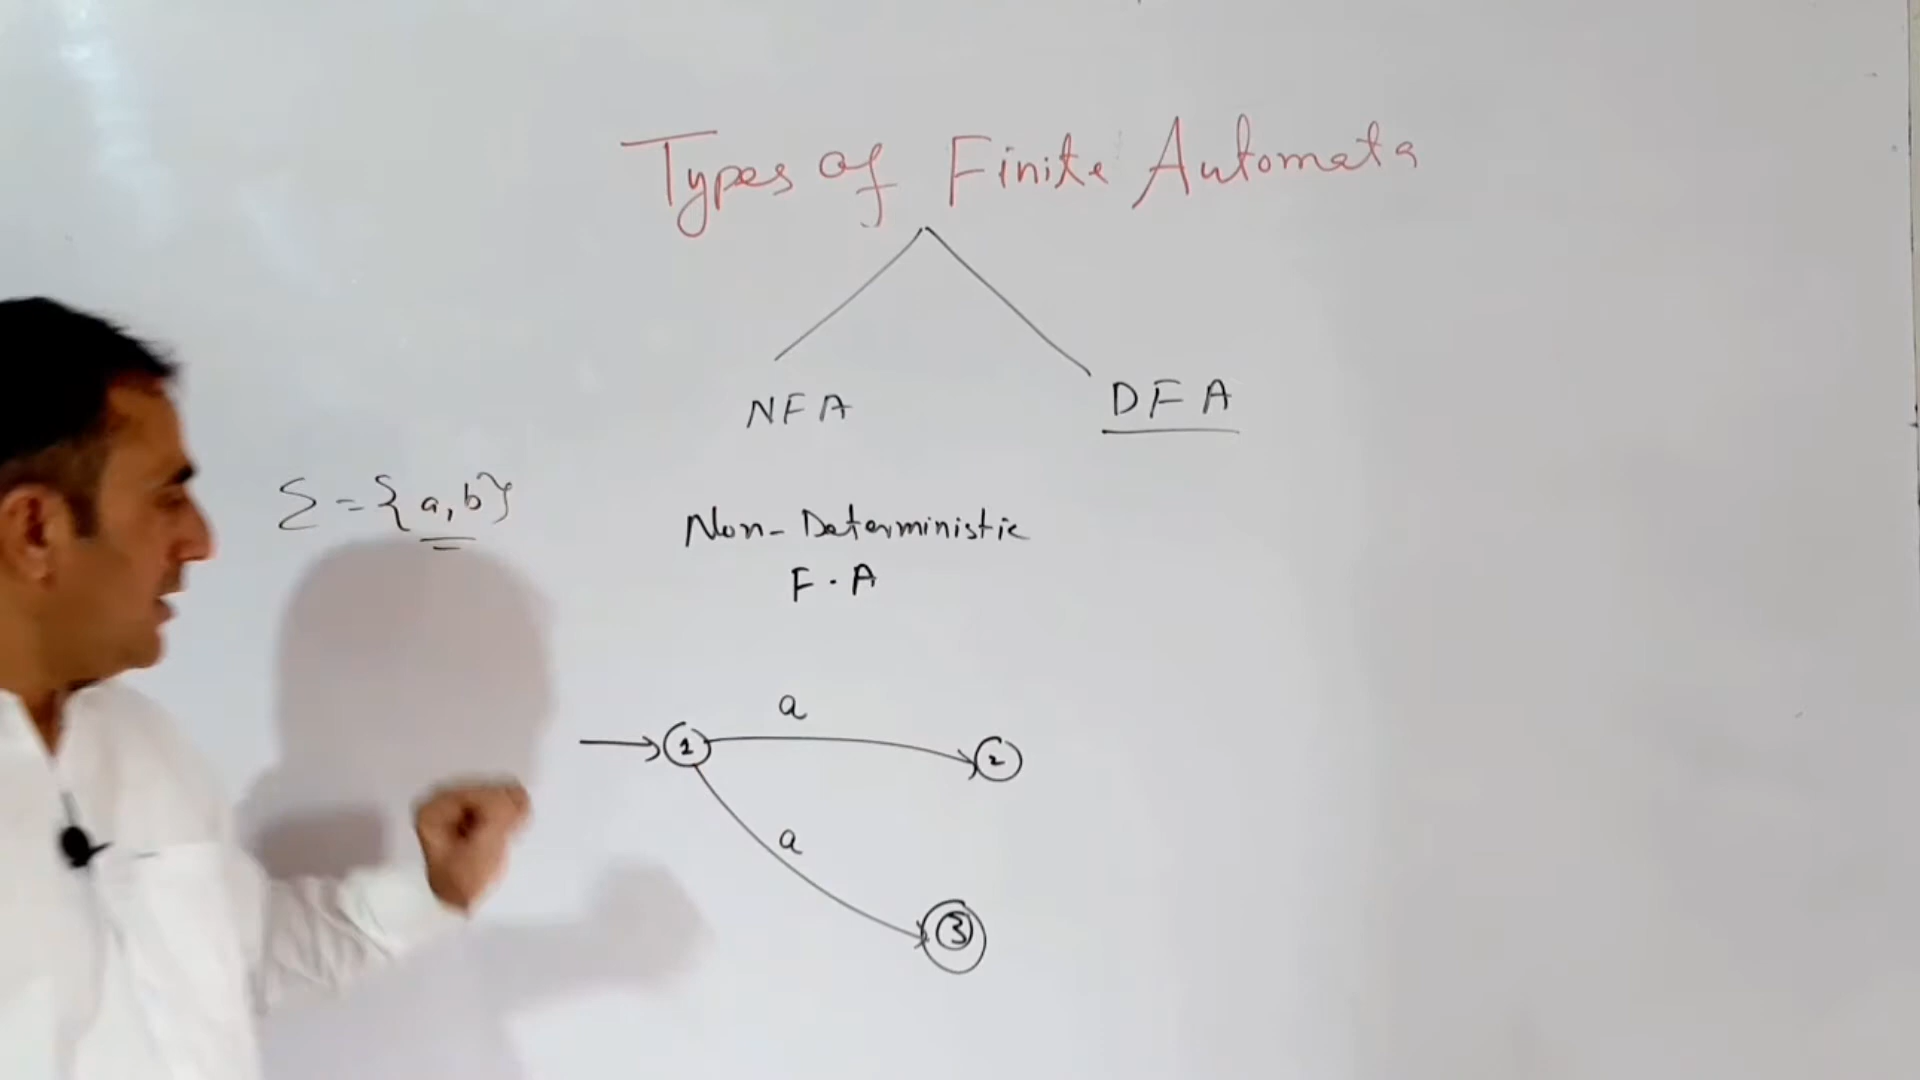 Types of Finite Automata
NFA
DFA
Σ = {a, b}
Non-Deterministic
F.A
a
1
2
a
3